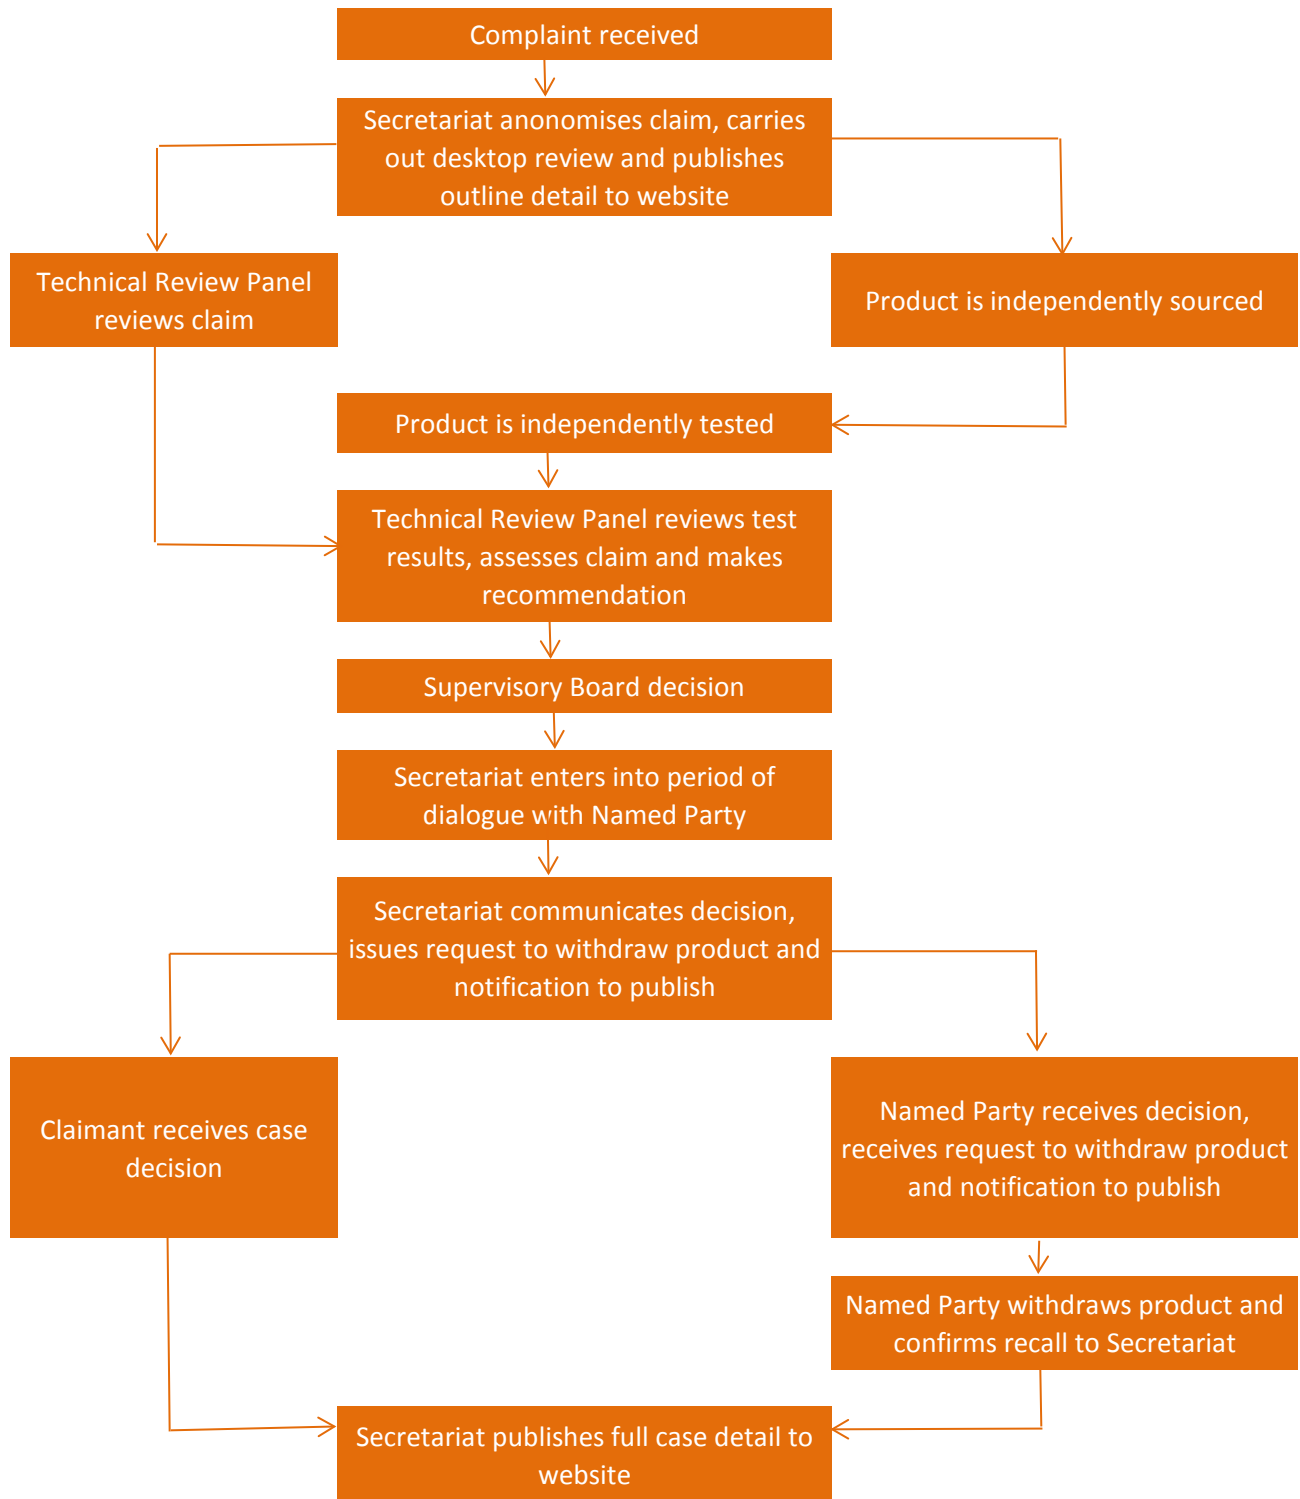 Complaint received
Secretariat anonomises claim, carries
out desktop review and publishes
outline detail to website
Technical Review Panel
reviews claim
Product is independently sourced
Product is independently tested
Technical Review Panel reviews test
results, assesses claim and makes
recommendation
Supervisory Board decision
Secretariat enters into period of
dialogue with Named Party
Secretariat communicates decision,
issues request to withdraw product and
notification to publish
Claimant receives case
decision
Named Party receives decision,
receives request to withdraw product
and notification to publish
Named Party withdraws product and
confirms recall to Secretariat
Secretariat publishes full case detail to
website